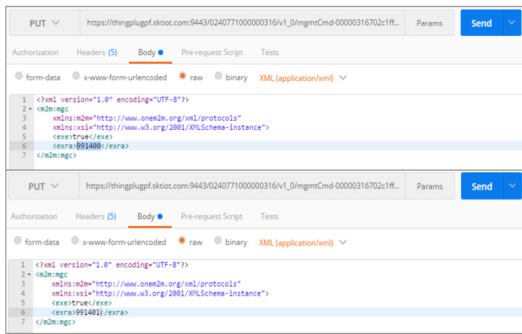 PUT https://thingplugpf.sktiot.com:9443/0240771000000316/v1_0/mgmtCmd-00000316702c1ff... Params Send
Authorization Headers (5) Body Pre-request Script Tests
form-data x-www-form-urlencoded raw binary XML (application/xml)
1 <?xml version="1.0" encoding="UTF-8"?>
2 <m2m:mgc
3 xmlns:m2m="http://www.onem2m.org/xml/protocols"
4 xmlns:xsi="http://www.w3.org/2001/XMLSchema-instance">
5 <exe>true</exe>
6 <exra>991400</exra>
7 </m2m:mgc>
PUT https://thingplugpf.sktiot.com:9443/0240771000000316/v1_0/mgmtCmd-00000316702c1ff... Params Send
Authorization Headers (5) Body Pre-request Script Tests
form-data x-www-form-urlencoded raw binary XML (application/xml)
1 <?xml version="1.0" encoding="UTF-8"?>
2 <m2m:mgc
3 xmlns:m2m="http://www.onem2m.org/xml/protocols"
4 xmlns:xsi="http://www.w3.org/2001/XMLSchema-instance">
5 <exe>true</exe>
6 <exra>991401</exra>
7 </m2m:mgc>